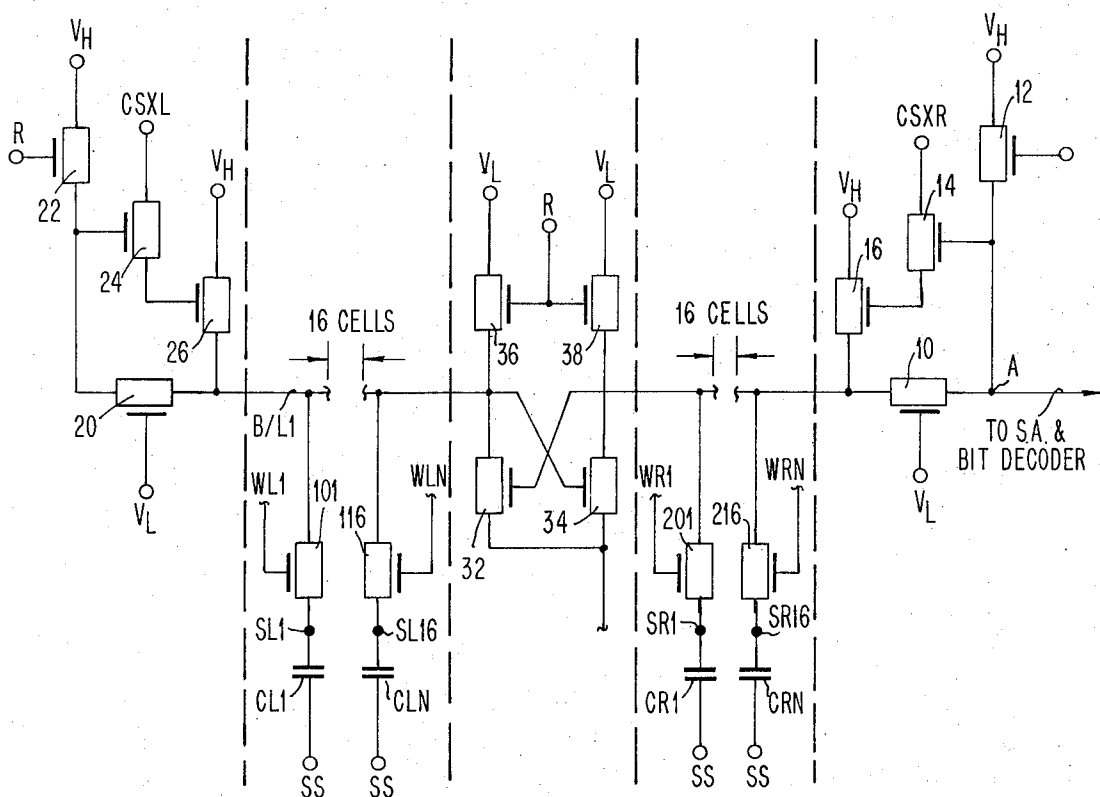 V_H
V_H
12
CSXL
CSXR
R
V_H
V_L
V_L
14
22
R
V_H
16
24
16 CELLS
36
38
16 CELLS
10
26
A
20
B/L1
TO S.A. &
BIT DECODER
WL1
WLN
WR1
WRN
V_L
101
116
32
34
201
216
V_L
SL1
SL16
SR1
SR16
CL1
CLN
CR1
CRN
SS
SS
SS
SS